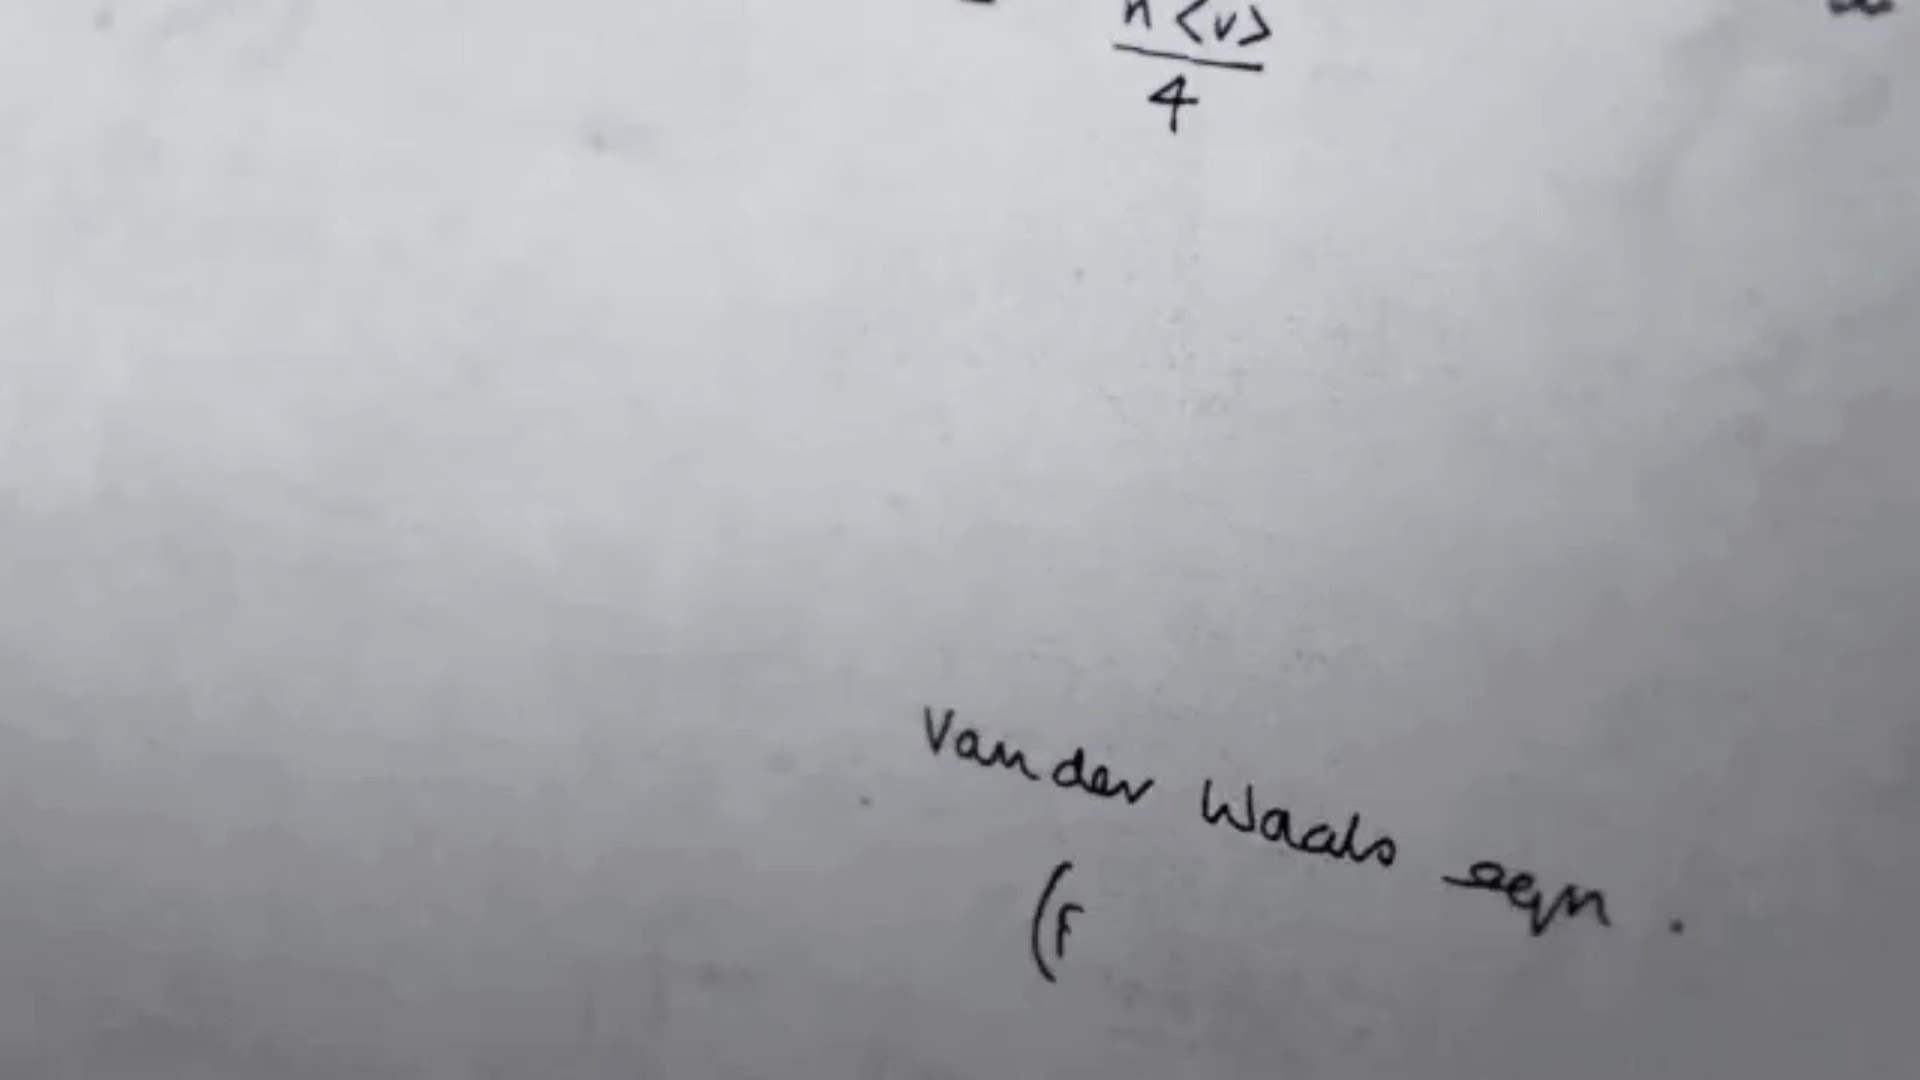 n <v>
4
Van der Waals eqn .
(F